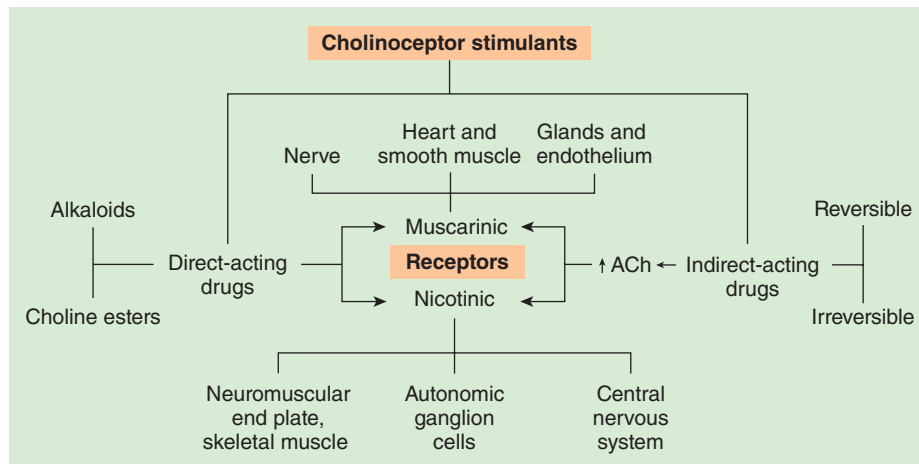 Cholinoceptor stimulants
Nerve
Heart and
smooth muscle
Glands and
endothelium
Alkaloids
Choline esters
Direct-acting
drugs
Muscarinic
Receptors
Nicotinic
↑ ACh
Indirect-acting
drugs
Reversible
Irreversible
Neuromuscular
end plate,
skeletal muscle
Autonomic
ganglion
cells
Central
nervous
system